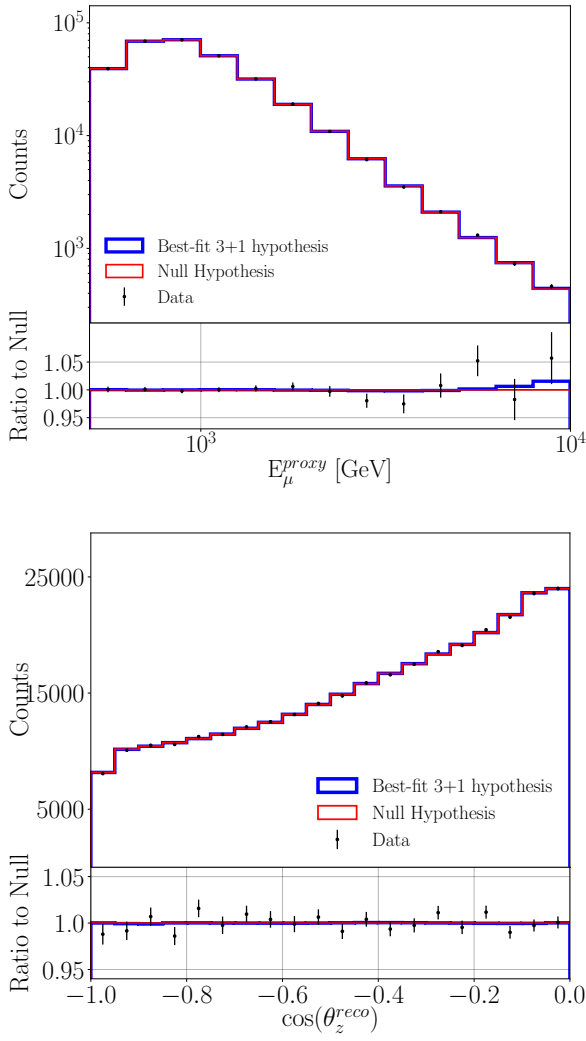 10^5
10^4
10^3
Counts
Best-fit 3+1 hypothesis
Null Hypothesis
Data
1.05
1.00
0.95
Ratio to Null
10^3
10^4
E_μ^{proxy} [GeV]
25000
15000
5000
Counts
Best-fit 3+1 hypothesis
Null Hypothesis
Data
1.05
1.0
0.95
Ratio to Null
−1.0 −0.8 −0.6 −0.4 −0.2 0.0
cos(θ_z^{reco})